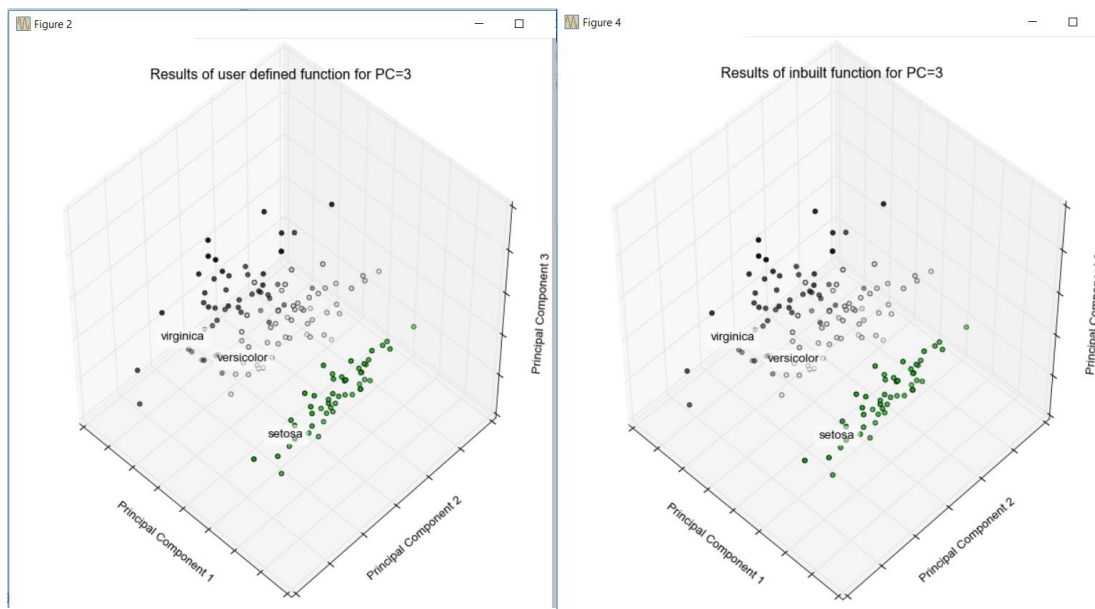 Figure 2
Results of user defined function for PC=3
virginica
versicolor
setosa
Principal Component 1
Principal Component 2
Principal Component 3
Figure 4
Results of inbuilt function for PC=3
virginica
versicolor
setosa
Principal Component 1
Principal Component 2
Principal Component